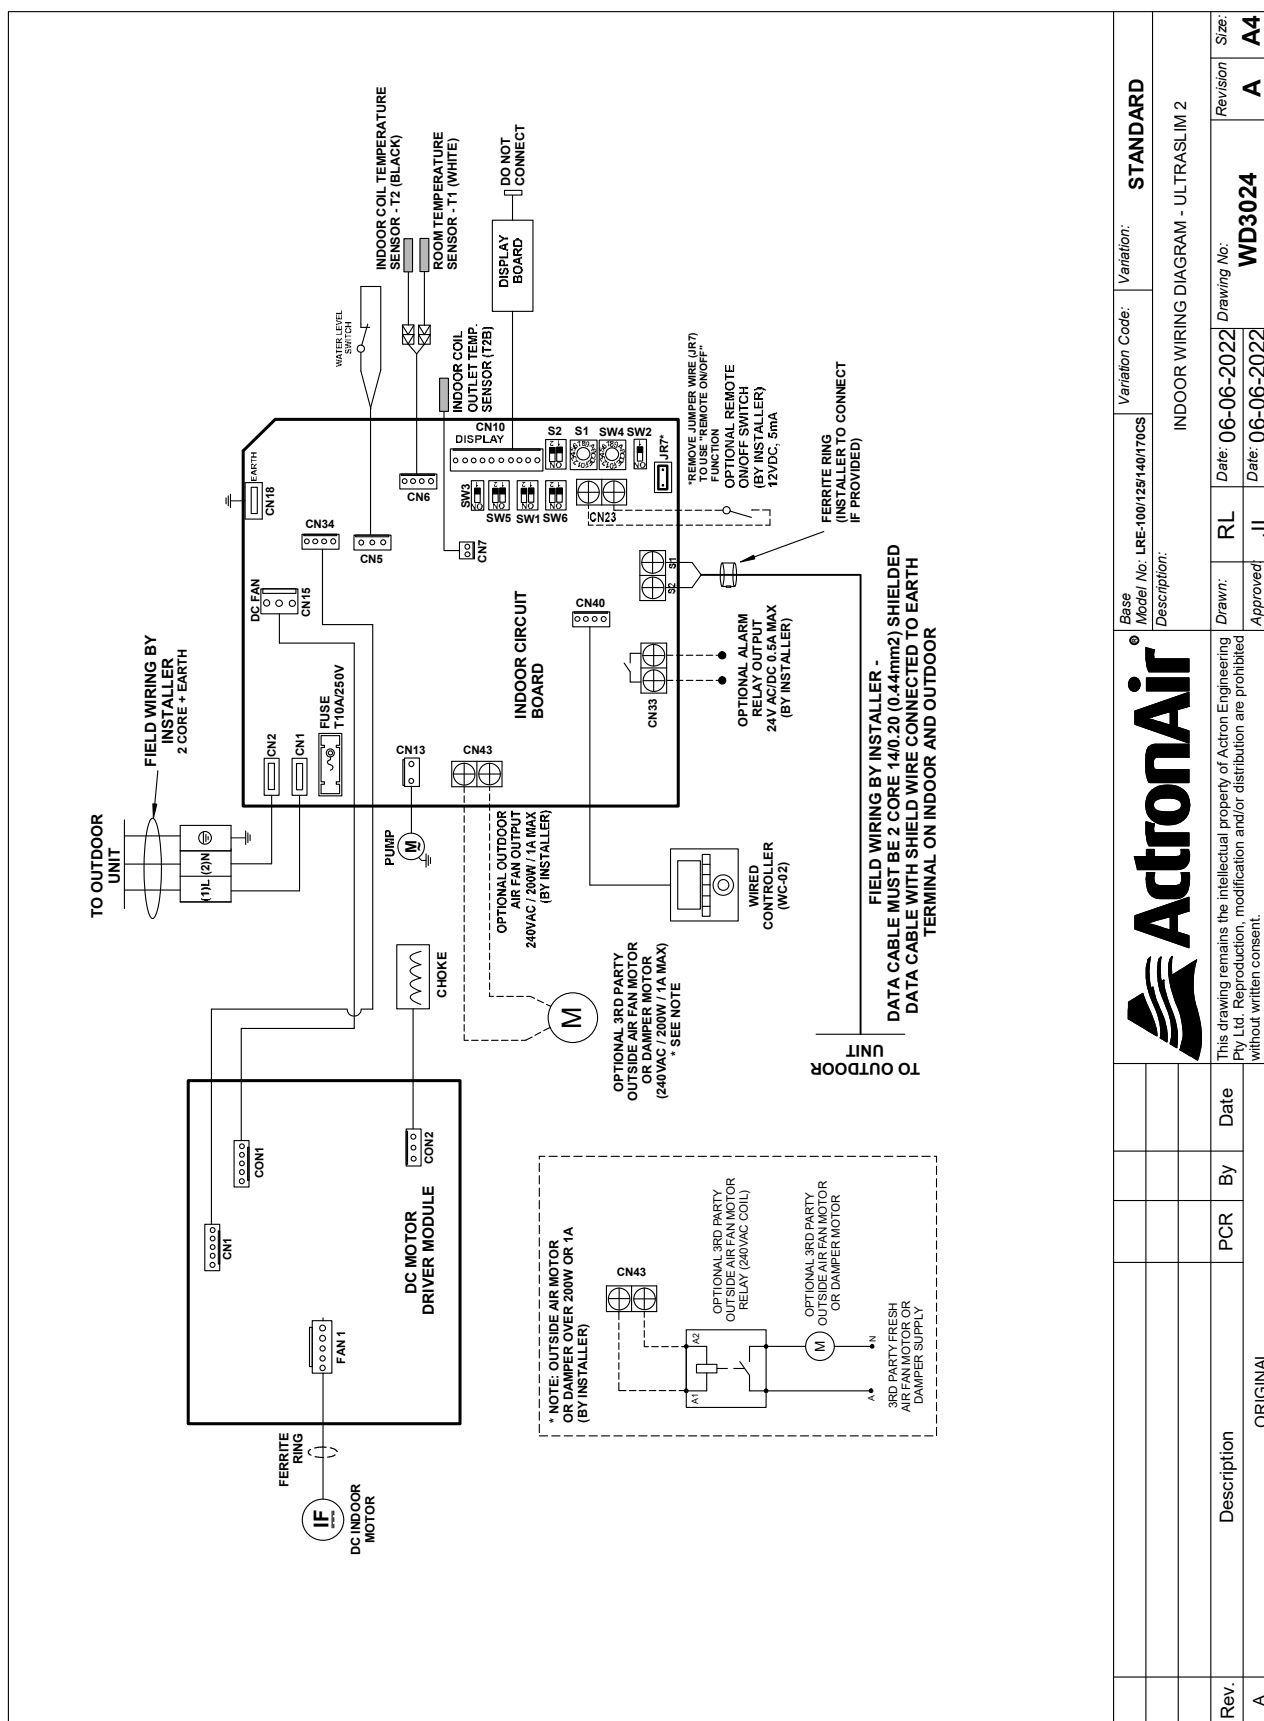 TO OUTDOOR
UNIT
FIELD WIRING BY
INSTALLER
2 CORE + EARTH
(1)L
(2)N
CN2
CN1
FUSE
T10A/250V
DC FAN
CN15
CN34
CN18
EARTH
CN5
WATER LEVEL
SWITCH
INDOOR COIL TEMPERATURE
SENSOR - T2 (BLACK)
ROOM TEMPERATURE
SENSOR - T1 (WHITE)
CN6
INDOOR COIL
OUTLET TEMP.
SENSOR (T2B)
CN7
CN10
DISPLAY
DISPLAY
BOARD
DO NOT
CONNECT
SW3
SW5
SW1
SW6
S2
S1
SW4
SW2
ON
JR7*
CN23
*REMOVE JUMPER WIRE (JR7)
TO USE "REMOTE ON/OFF"
FUNCTION
OPTIONAL REMOTE
ON/OFF SWITCH
(BY INSTALLER)
12VDC, 5mA
FERRITE RING
(INSTALLER TO CONNECT
IF PROVIDED)
S1
S2
INDOOR CIRCUIT
BOARD
CN40
CN33
OPTIONAL ALARM
RELAY OUTPUT
24V AC/DC 0.5A MAX
(BY INSTALLER)
CN13
PUMP
M
CN43
OPTIONAL OUTDOOR
AIR FAN OUTPUT
240VAC / 200W / 1A MAX
(BY INSTALLER)
WIRED
CONTROLLER
(WC-02)
M
OPTIONAL 3RD PARTY
OUTSIDE AIR FAN MOTOR
OR DAMPER MOTOR
(240VAC / 200W / 1A MAX)
* SEE NOTE
FIELD WIRING BY INSTALLER -
DATA CABLE MUST BE 2 CORE 14/0.20 (0.44mm2) SHIELDED
DATA CABLE WITH SHIELD WIRE CONNECTED TO EARTH
TERMINAL ON INDOOR AND OUTDOOR
TO OUTDOOR
UNIT
CHOKE
CN1
CON1
CON2
DC MOTOR
DRIVER MODULE
FAN 1
FERRITE
RING
IF
DC INDOOR
MOTOR
* NOTE: OUTSIDE AIR MOTOR
OR DAMPER OVER 200W OR 1A
(BY INSTALLER)
CN43
A1
A2
OPTIONAL 3RD PARTY
OUTSIDE AIR FAN MOTOR
RELAY (240VAC COIL)
OPTIONAL 3RD PARTY
OUTSIDE AIR FAN MOTOR
OR DAMPER MOTOR
M
A
N
3RD PARTY FRESH
AIR FAN MOTOR OR
DAMPER SUPPLY
Rev.
Description
PCR
By
Date
A
ORIGINAL
ActronAir®
This drawing remains the intellectual property of Actron Engineering
Pty Ltd. Reproduction, modification and/or distribution are prohibited
without written consent.
Base
Model No: LRE-100/125/140/170CS
Variation Code:
Variation:
STANDARD
Description:
INDOOR WIRING DIAGRAM - ULTRASLIM 2
Drawn:
RL
Date: 06-06-2022
Drawing No:
WD3024
Revision
A
Size:
A4
Approved:
JL
Date: 06-06-2022